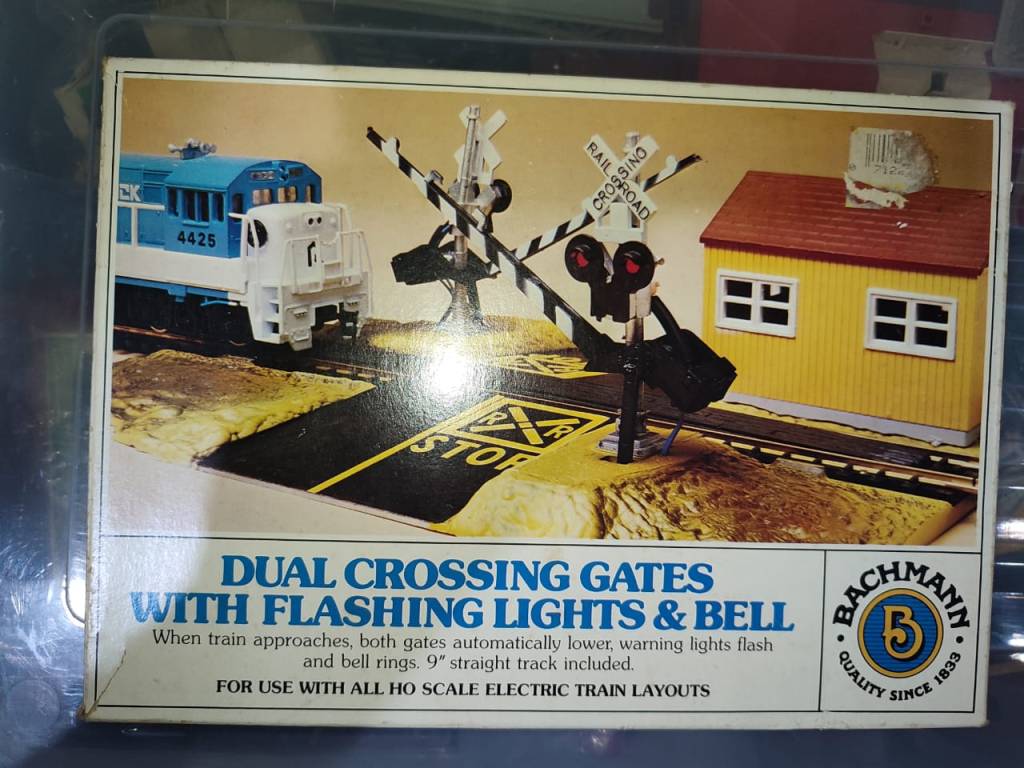 CK
4425
RAILROAD
CROSSING
R R
STOP
DUAL CROSSING GATES
WITH FLASHING LIGHTS & BELL
When train approaches, both gates automatically lower, warning lights flash
and bell rings. 9" straight track included.
FOR USE WITH ALL HO SCALE ELECTRIC TRAIN LAYOUTS
BACHMANN
B
QUALITY SINCE 1833